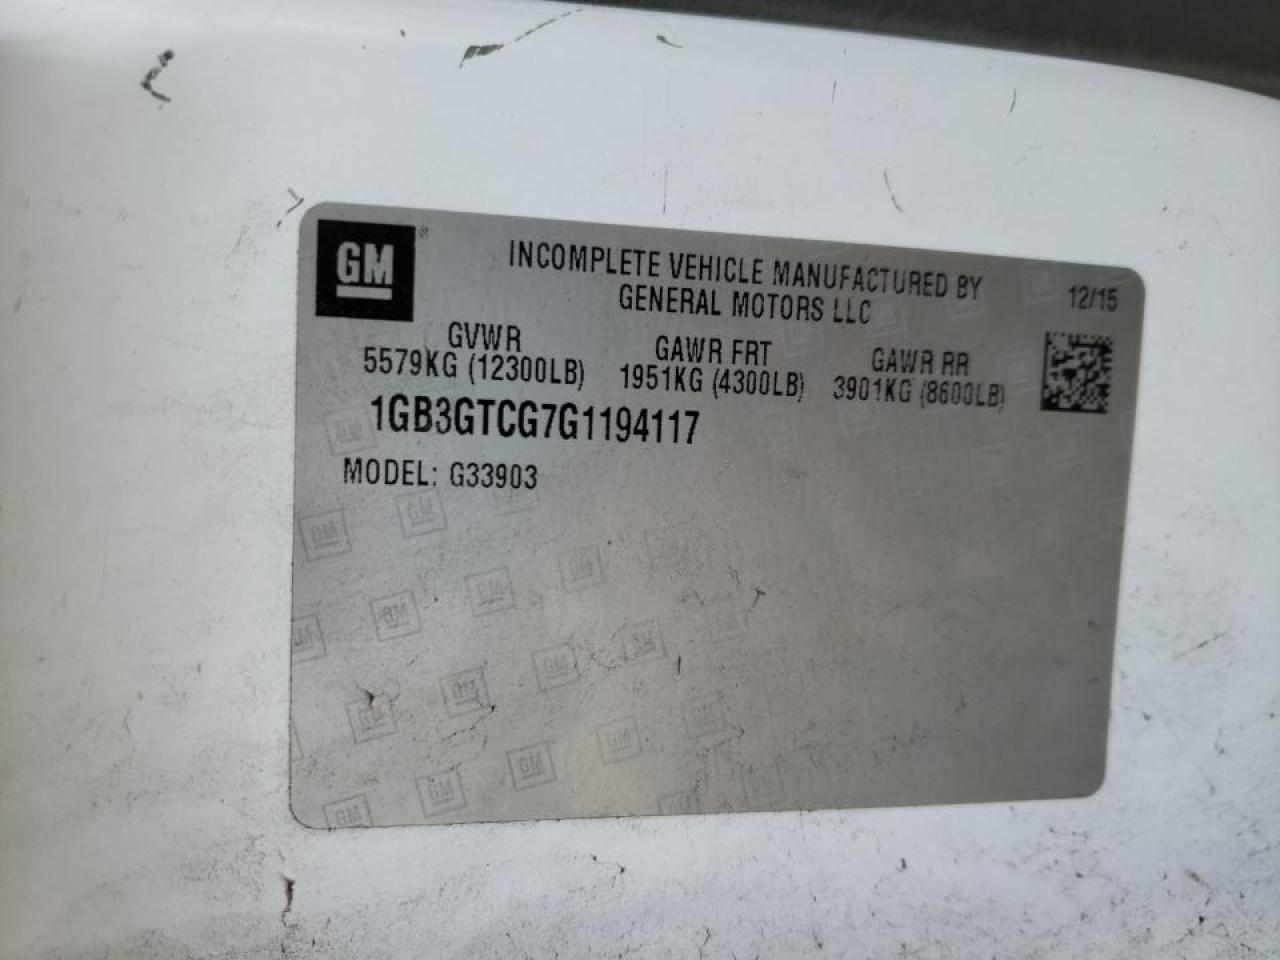 GM®
INCOMPLETE VEHICLE MANUFACTURED BY
GENERAL MOTORS LLC
12/15
GVWR
5579KG (12300LB)
GAWR FRT
1951KG (4300LB)
GAWR RR
3901KG (8600LB)
1GB3GTCG7G1194117
MODEL: G33903